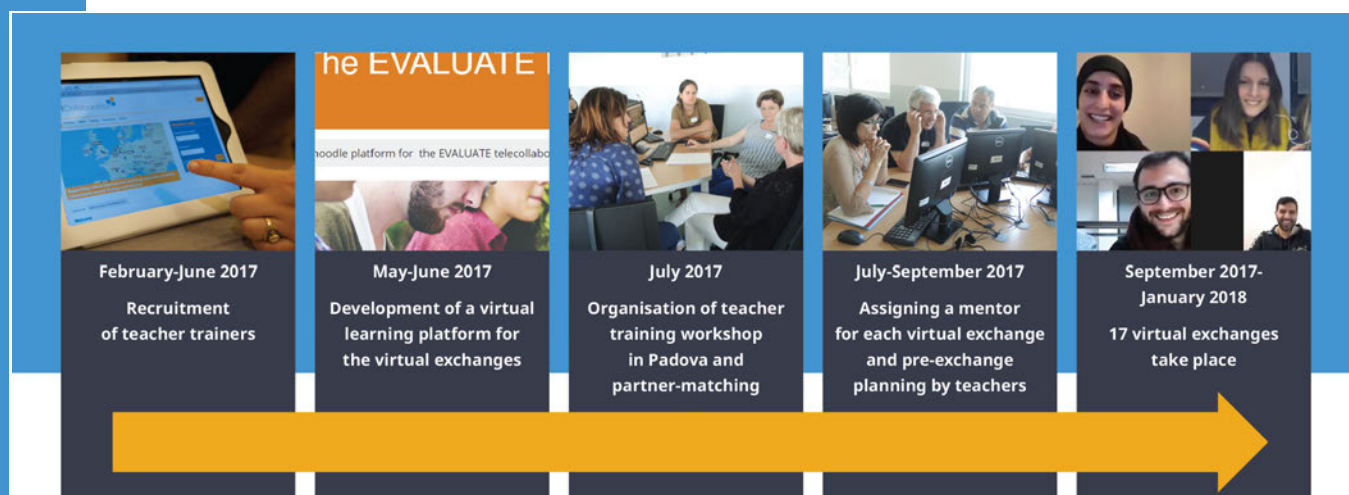 he EVALUATE
moodle platform for the EVALUATE telecollabo
February-June 2017
Recruitment
of teacher trainers
May-June 2017
Development of a virtual
learning platform for
the virtual exchanges
July 2017
Organisation of teacher
training workshop
in Padova and
partner-matching
July-September 2017
Assigning a mentor
for each virtual exchange
and pre-exchange
planning by teachers
September 2017-
January 2018
17 virtual exchanges
take place